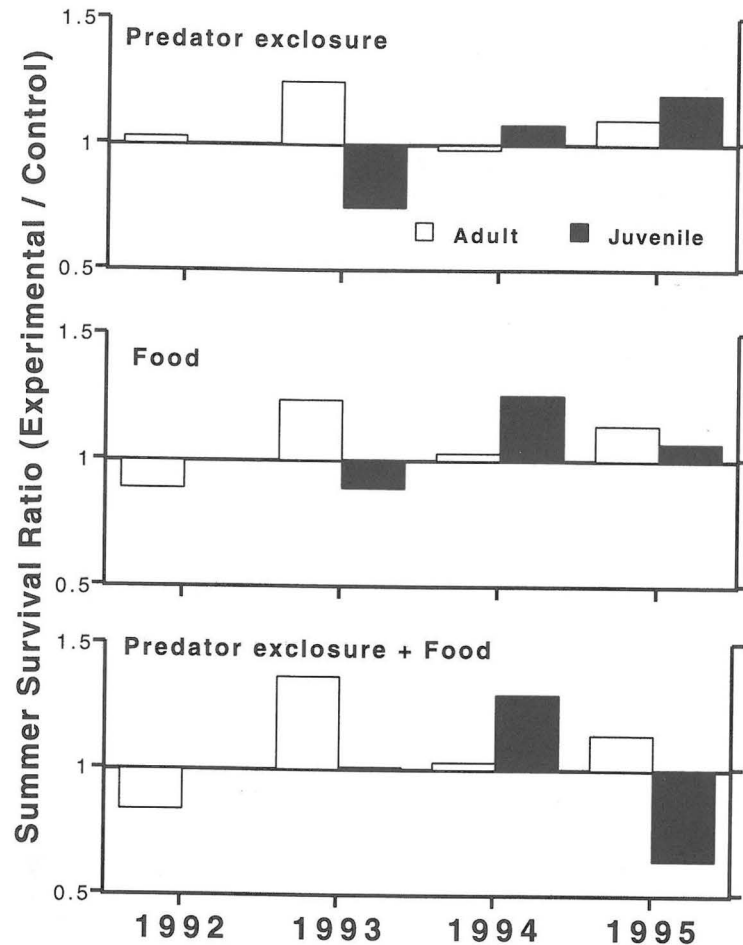 Summer Survival Ratio (Experimental / Control)
1.5
Predator exclosure
1
Adult Juvenile
0.5
1.5
Food
1
0.5
1.5
Predator exclosure + Food
1
0.5
1992 1993 1994 1995